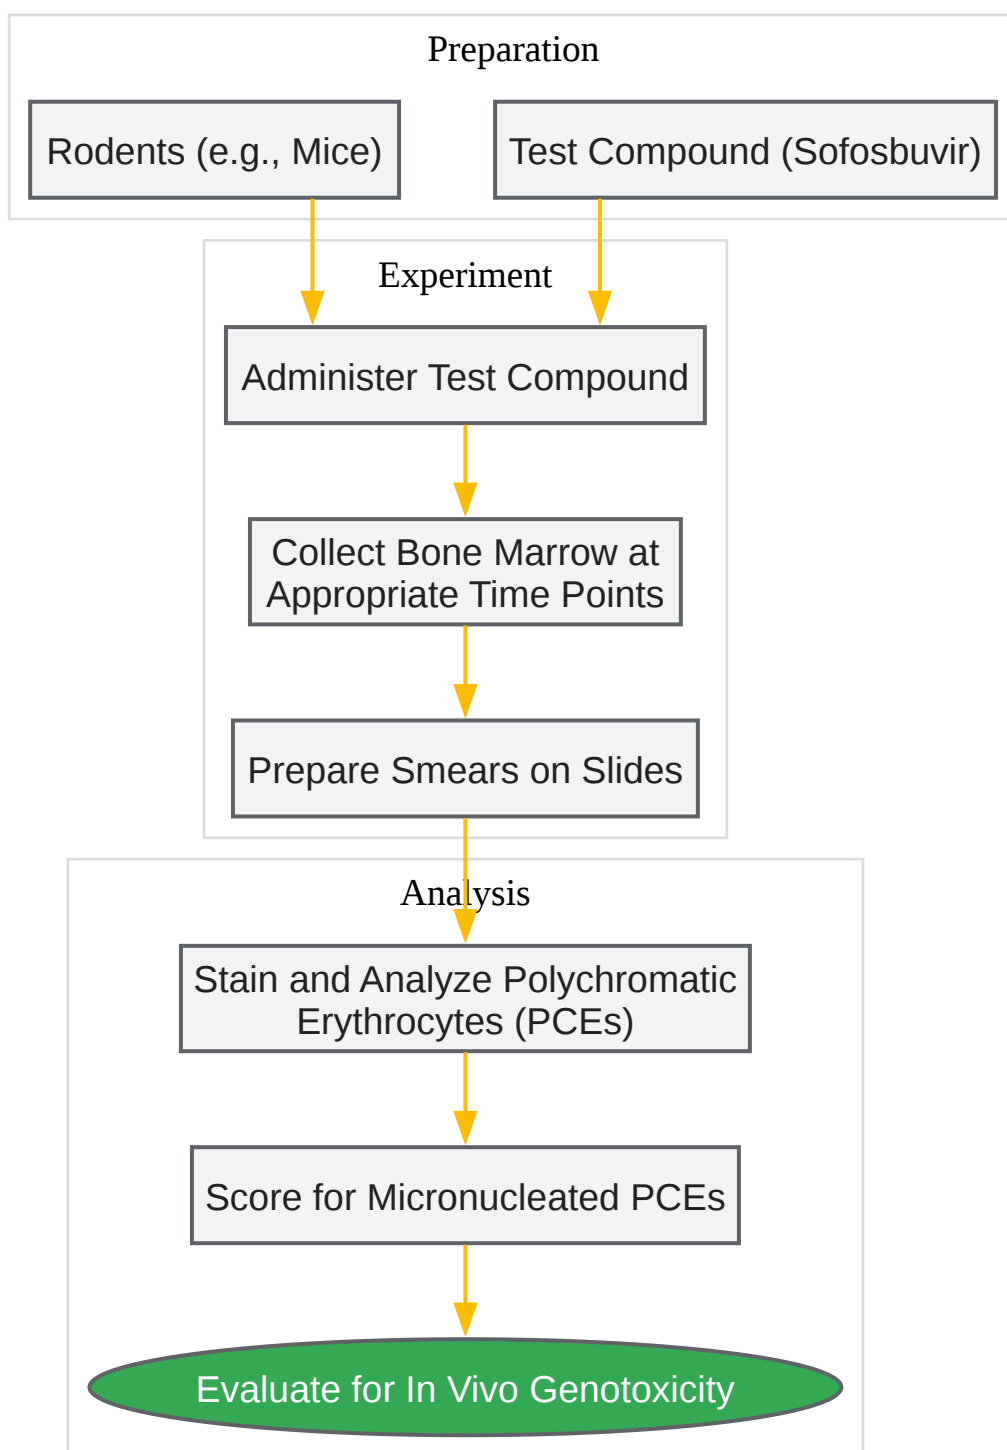 Preparation
Rodents (e.g., Mice)
Test Compound (Sofosbuvir)
Experiment
Administer Test Compound
Collect Bone Marrow at
Appropriate Time Points
Prepare Smears on Slides
Analysis
Stain and Analyze Polychromatic
Erythrocytes (PCEs)
Score for Micronucleated PCEs
Evaluate for In Vivo Genotoxicity